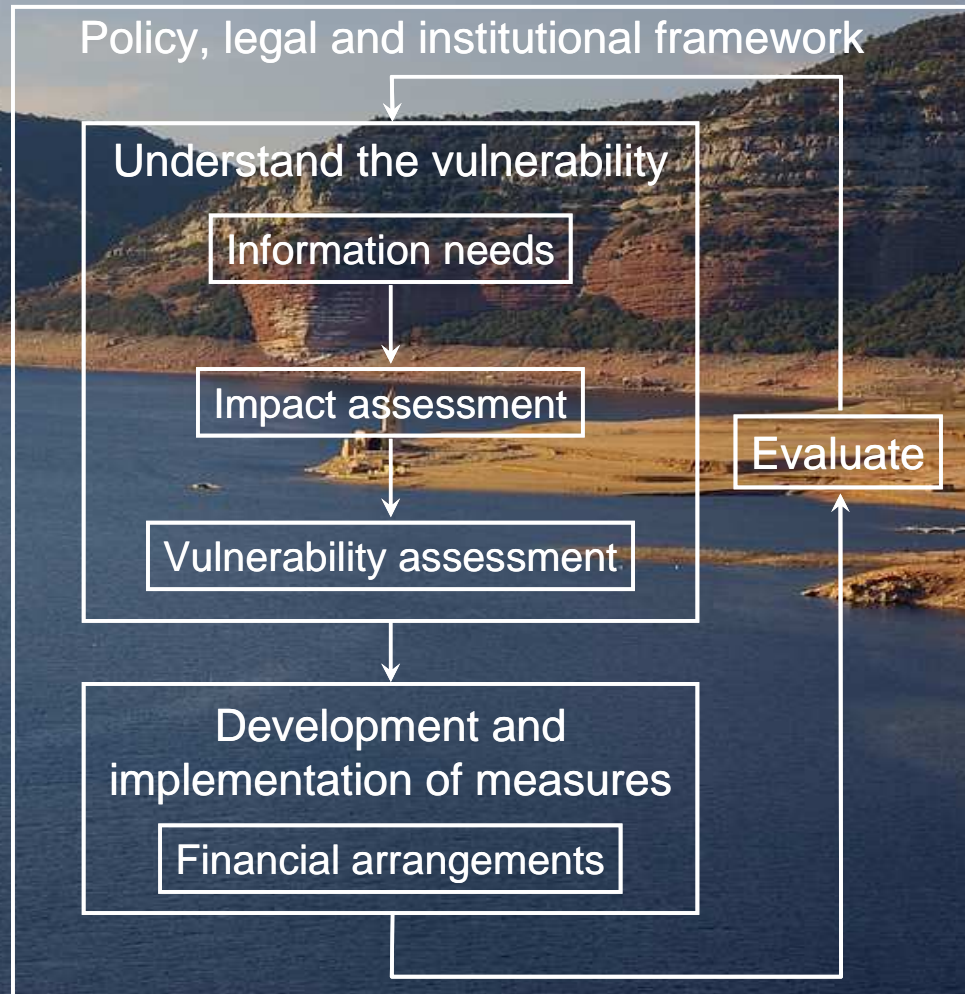 Policy, legal and institutional framework
Understand the vulnerability
Information needs
Impact assessment
Vulnerability assessment
Evaluate
Development and
implementation of measures
Financial arrangements